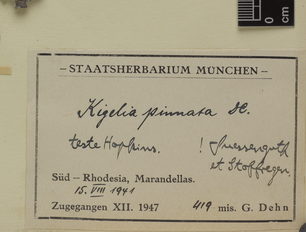 0
cm
– STAATSHERBARIUM MÜNCHEN –
Kigelia pinnata DC.
teste Hopkins. ! Suessenguth
et Stoffregen
Süd – Rhodesia, Marandellas.
15. VIII 1941
Zugegangen XII. 1947 419 mis. G. Dehn